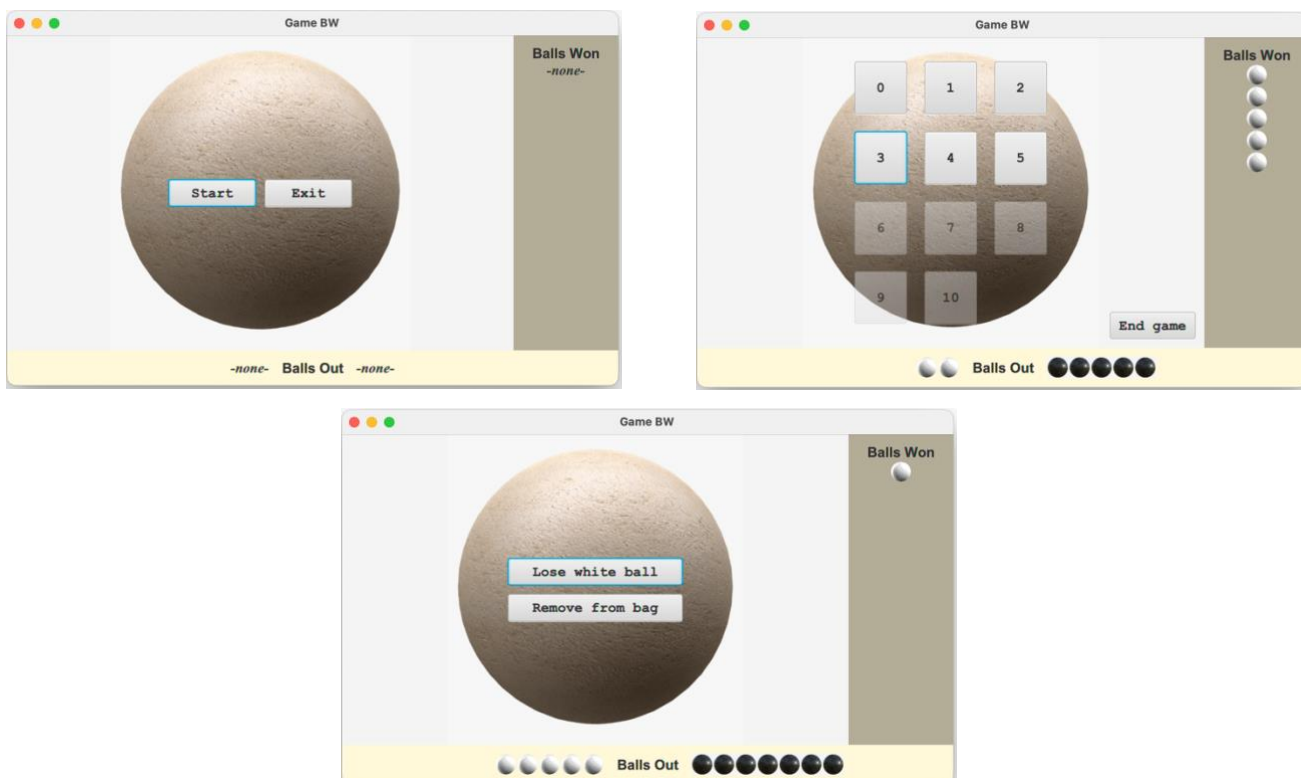 Game BW
Balls Won
-none-
Start Exit
-none- Balls Out -none-
Game BW
Balls Won
0 1 2
3 4 5
6 7 8
9 10
End game
Balls Out
Game BW
Balls Won
Lose white ball
Remove from bag
Balls Out